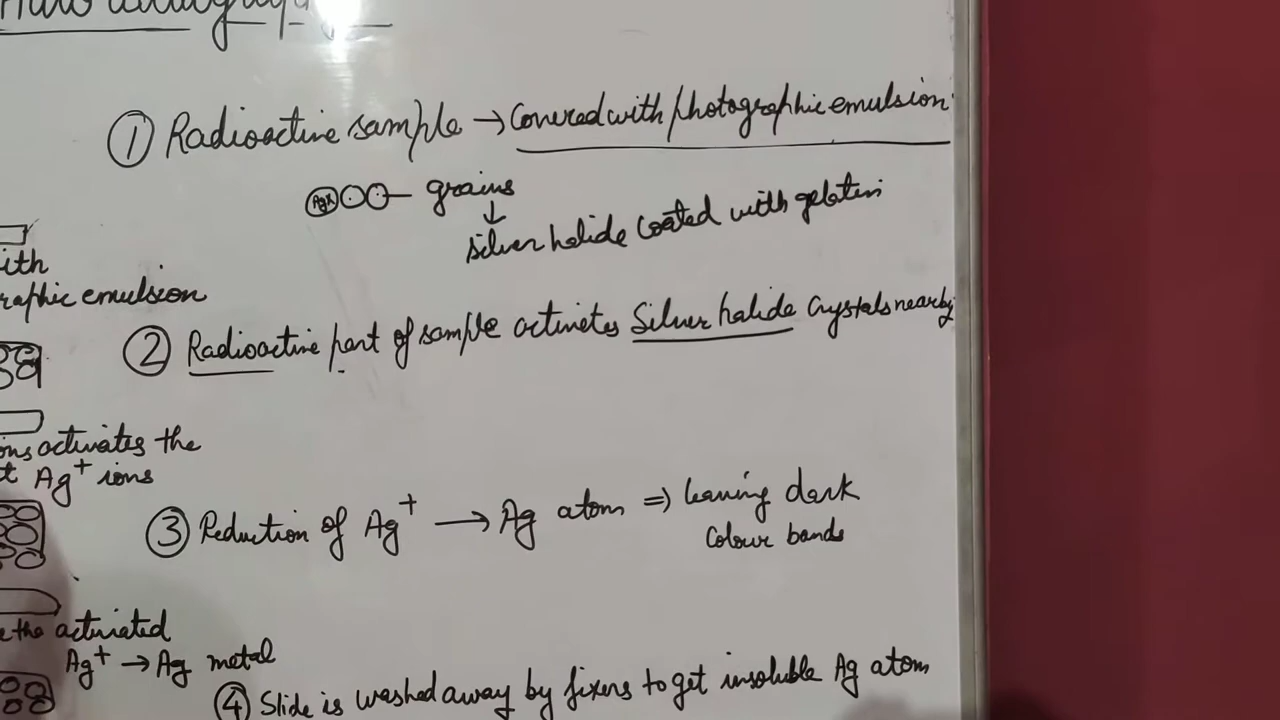 ① Radioactive sample → Covered with photographic emulsion
AgX grains
↓
silver halide coated with gelatin
ith
raphic emulsion
② Radioactive part of sample activates Silver halide crystals nearby
ons activates the
t Ag+ ions
③ Reduction of Ag+ → Ag atom ⇒ leaving dark
colour bands
e the activated
Ag+ → Ag metal
④ Slide is washed away by fixers to get insoluble Ag atom